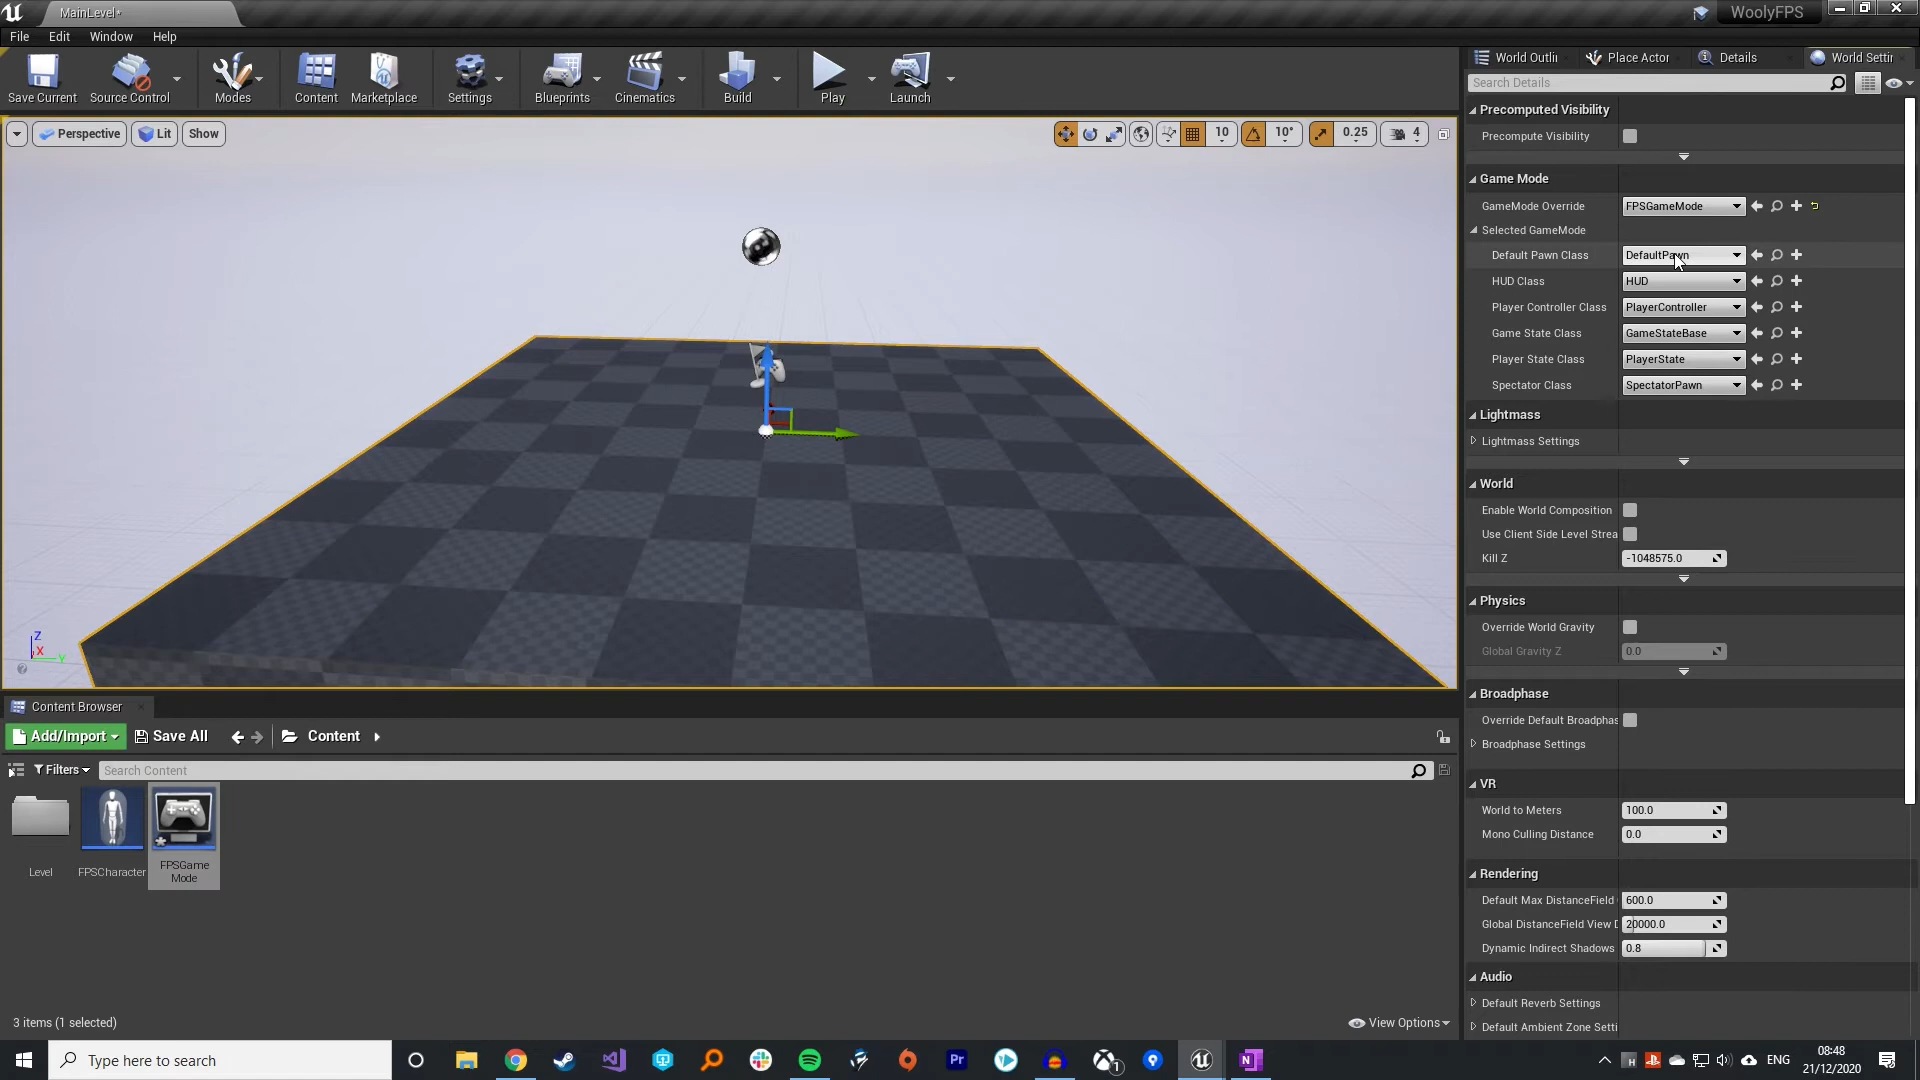 MainLevel*
WoolyFPS
File Edit Window Help
Save Current
Source Control
Modes
Content
Marketplace
Settings
Blueprints
Cinematics
Build
Play
Launch
World Outli
Place Actor
Details
World Settin
Search Details
Perspective
Lit
Show
10
10°
0.25
4
Precomputed Visibility
Precompute Visibility
Game Mode
GameMode Override FPSGameMode
Selected GameMode
Default Pawn Class DefaultPawn
HUD Class HUD
Player Controller Class PlayerController
Game State Class GameStateBase
Player State Class PlayerState
Spectator Class SpectatorPawn
Lightmass
Lightmass Settings
World
Enable World Composition
Use Client Side Level Strea
Kill Z -1048575.0
Physics
Override World Gravity
Global Gravity Z 0.0
Broadphase
Override Default Broadphas
Broadphase Settings
VR
World to Meters 100.0
Mono Culling Distance 0.0
Rendering
Default Max DistanceField 600.0
Global DistanceField View D 20000.0
Dynamic Indirect Shadows 0.8
Audio
Default Reverb Settings
Default Ambient Zone Setti
Z
X
Y
Content Browser
Add/Import
Save All
Content
Filters
Search Content
Level
FPSCharacter
FPSGame
Mode
3 items (1 selected)
View Options
Type here to search
Pr
1
N
H
ENG
08:48
21/12/2020